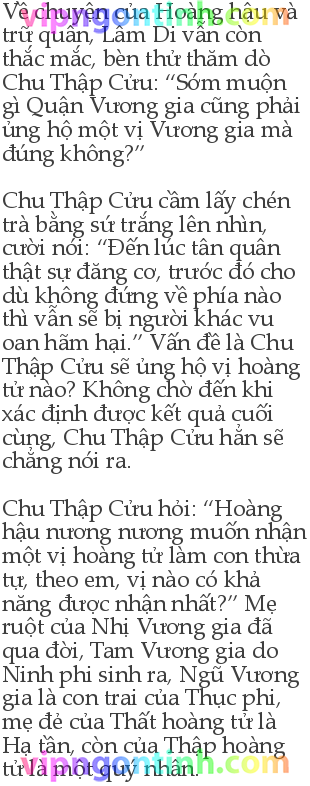 Về chuyện của Hoàng hậu và
trữ quân, Lâm Di vẫn còn
thắc mắc, bèn thử thăm dò
Chu Thập Cửu: “Sớm muộn
gì Quận Vương gia cũng phải
ủng hộ một vị Vương gia mà
đúng không?”
Chu Thập Cửu cầm lấy chén
trà bằng sứ trắng lên nhìn,
cười nói: “Đến lúc tân quân
thật sự đăng cơ, trước đó cho
dù không đứng về phía nào
thì vẫn sẽ bị người khác vu
oan hãm hại.” Vấn đề là Chu
Thập Cửu sẽ ủng hộ vị hoàng
tử nào? Không chờ đến khi
xác định được kết quả cuối
cùng, Chu Thập Cửu hẳn sẽ
chẳng nói ra.
Chu Thập Cửu hỏi: “Hoàng
hậu nương nương muốn nhận
một vị hoàng tử làm con thừa
tự, theo em, vị nào có khả
năng được nhận nhất?” Mẹ
ruột của Nhị Vương gia đã
qua đời, Tam Vương gia do
Ninh phi sinh ra, Ngũ Vương
gia là con trai của Thục phi,
mẹ đẻ của Thất hoàng tử là
Hạ tần, còn của Thập hoàng
tử là một quý nhân.
vipngontinh.com
vipngontinh.com